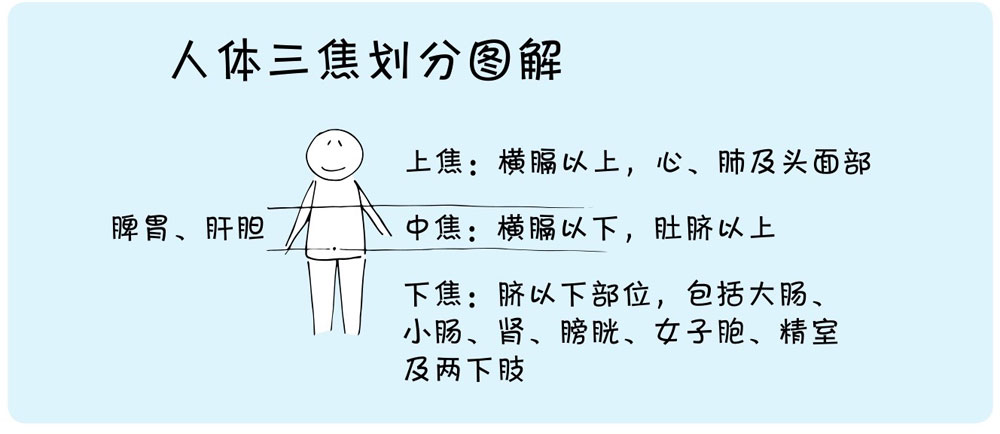 人体三焦划分图解
上焦：横膈以上，心、肺及头面部
脾胃、肝胆
中焦：横膈以下，肚脐以上
下焦：脐以下部位，包括大肠、
小肠、肾、膀胱、女子胞、精室
及两下肢